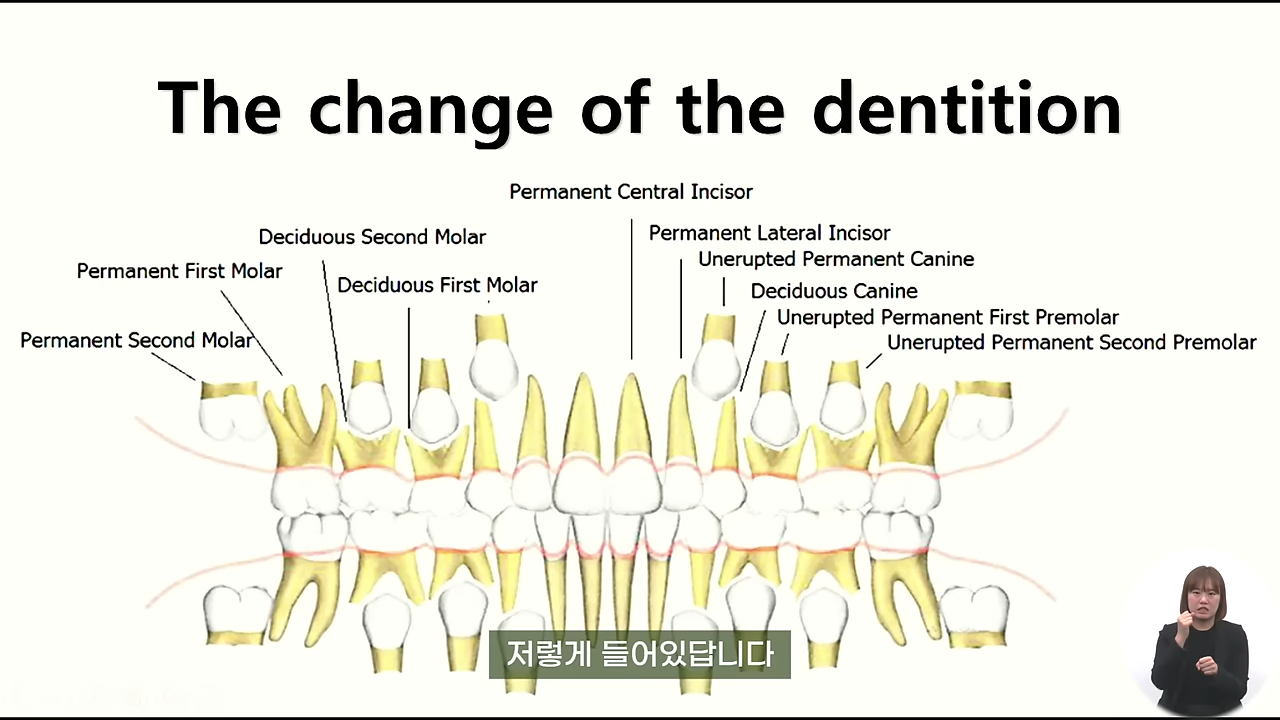 The change of the dentition
Permanent Central Incisor
Permanent Lateral Incisor
Deciduous Second Molar
Unerupted Permanent Canine
Permanent First Molar
Deciduous First Molar
Deciduous Canine
Unerupted Permanent First Premolar
Permanent Second Molar
Unerupted Permanent Second Premolar
저렇게 들어있답니다